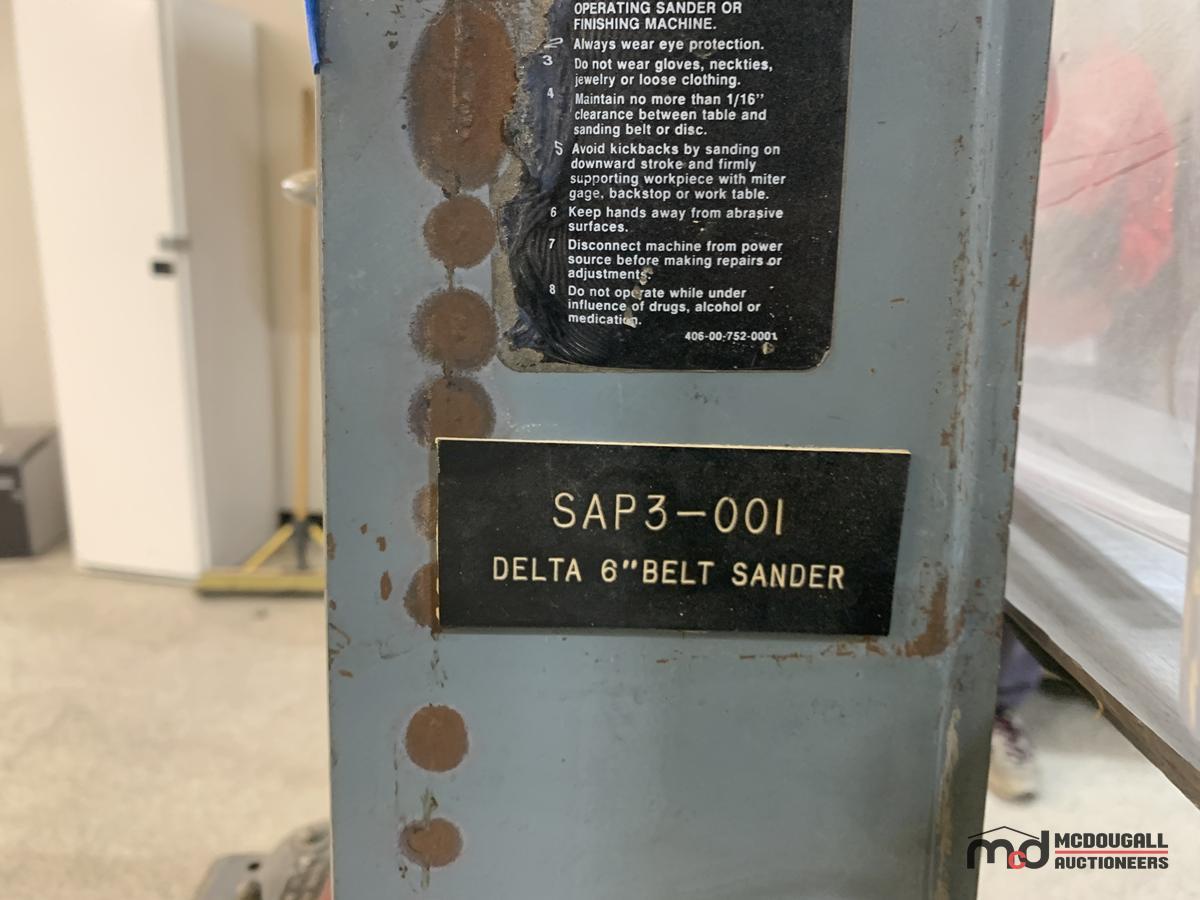 OPERATING SANDER OR
FINISHING MACHINE.
2 Always wear eye protection.
3 Do not wear gloves, neckties,
jewelry or loose clothing.
4 Maintain no more than 1/16"
clearance between table and
sanding belt or disc.
5 Avoid kickbacks by sanding on
downward stroke and firmly
supporting workpiece with miter
gage, backstop or work table.
6 Keep hands away from abrasive
surfaces.
7 Disconnect machine from power
source before making repairs or
adjustments.
8 Do not operate while under
influence of drugs, alcohol or
medication.
406-00-752-0001
SAP3-001
DELTA 6" BELT SANDER
mcd MCDOUGALL
AUCTIONEERS